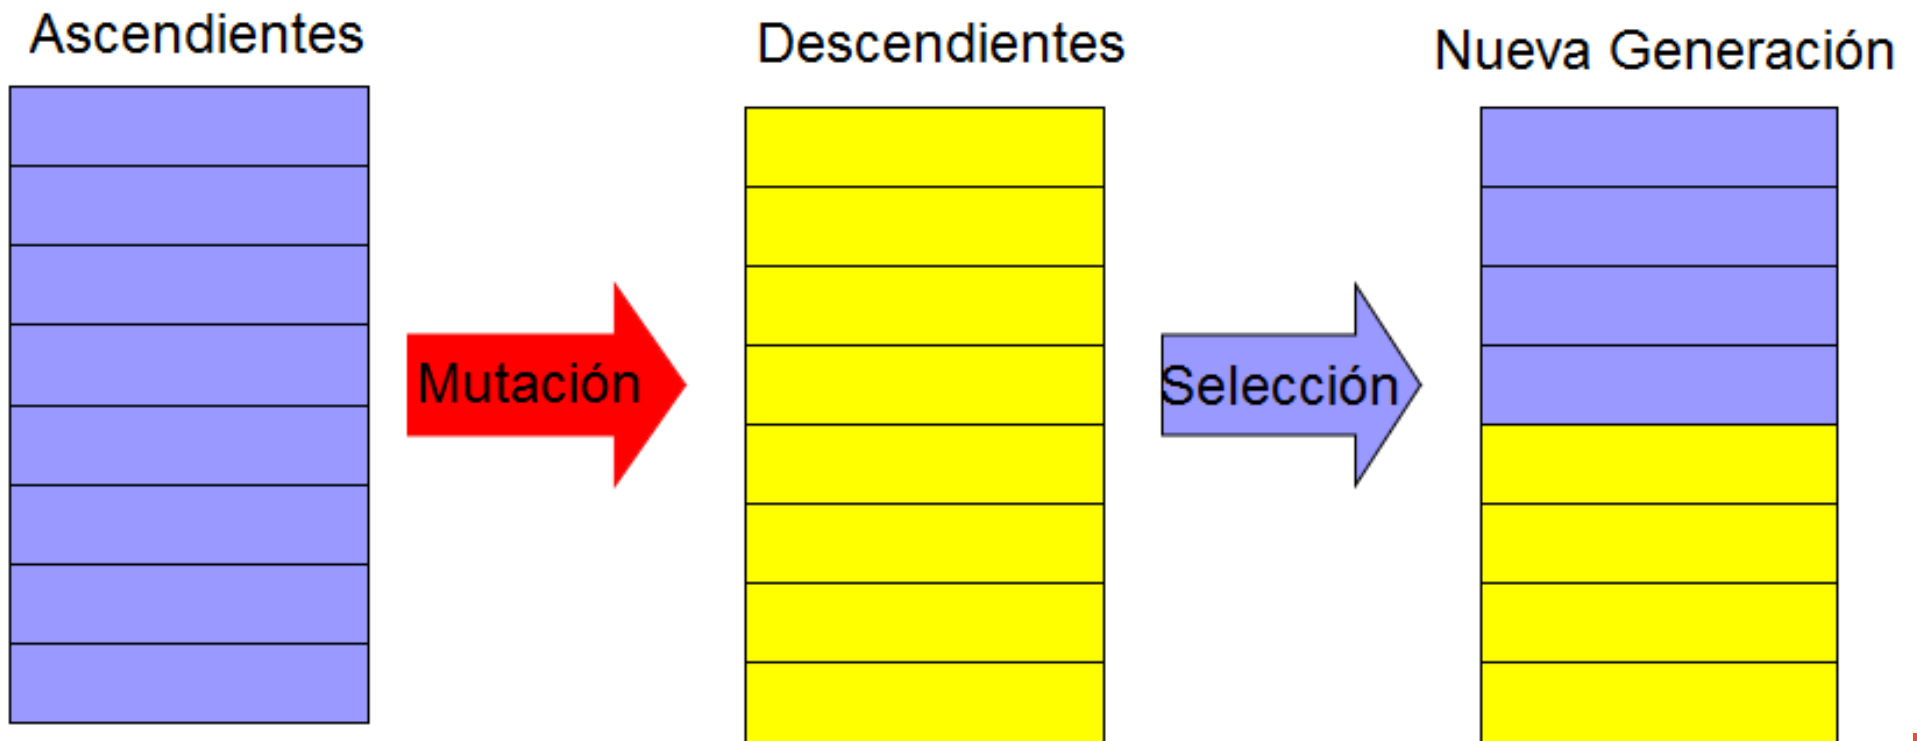 Ascendientes
Descendientes
Nueva Generación
Mutación
Selección